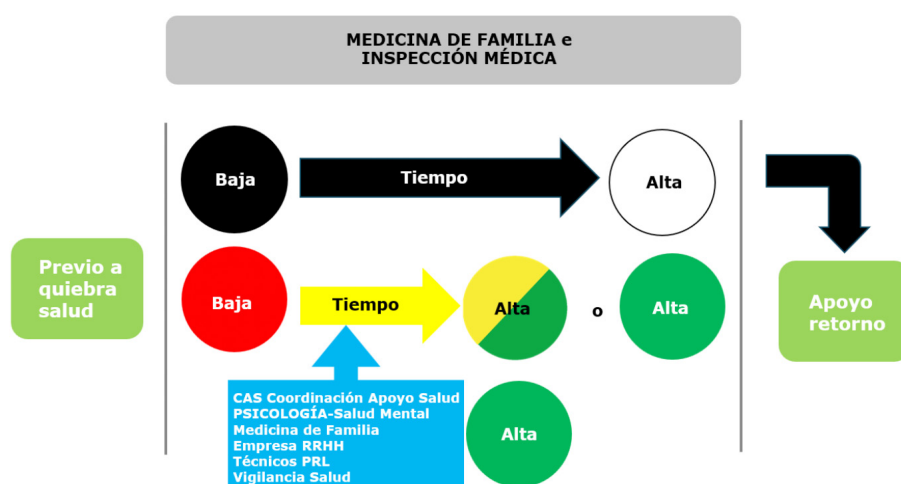 MEDICINA DE FAMILIA e
INSPECCIÓN MÉDICA
Baja
Tiempo
Alta
Previo a
quiebra
salud
Baja
Tiempo
Alta
o
Alta
Apoyo
retorno
CAS Coordinación Apoyo Salud
PSICOLOGÍA-Salud Mental
Medicina de Familia
Empresa RRHH
Técnicos PRL
Vigilancia Salud
Alta